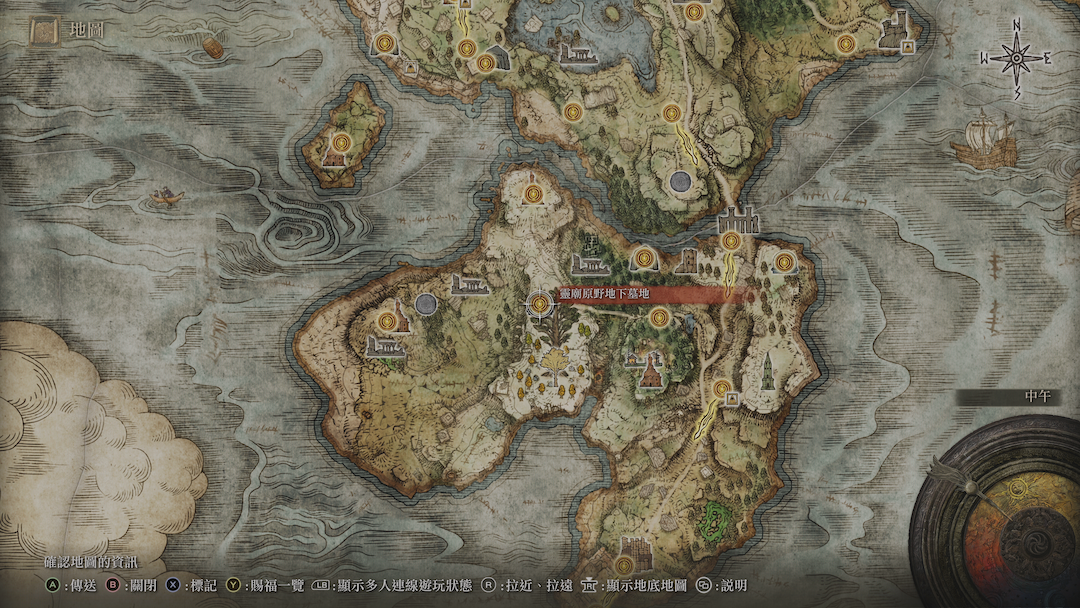 地圖
N
W E
S
靈廟原野地下墓地
中午
確認地圖的資訊
A:傳送 B:關閉 X:標記 Y:賜福一覽 LB:顯示多人連線遊玩狀態 R:拉近、拉遠 :顯示地底地圖 :説明